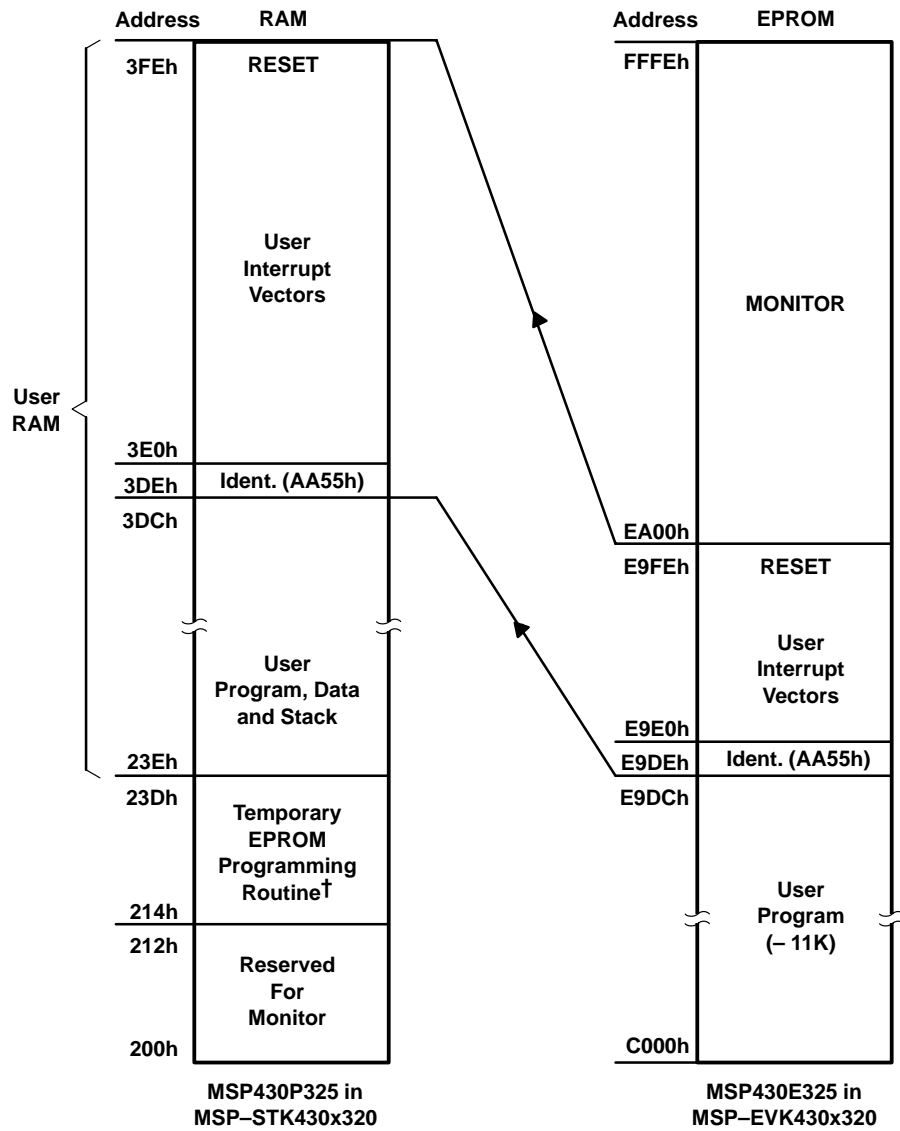 Address RAM
3FEh RESET
User
Interrupt
Vectors
User
RAM
3E0h
3DEh Ident. (AA55h)
3DCh
User
Program, Data
and Stack
23Eh
23Dh
Temporary
EPROM
Programming
Routine†
214h
212h
Reserved
For
Monitor
200h
MSP430P325 in
MSP–STK430x320
Address EPROM
FFFEh
MONITOR
EA00h
E9FEh RESET
User
Interrupt
Vectors
E9E0h
E9DEh Ident. (AA55h)
E9DCh
User
Program
(– 11K)
C000h
MSP430E325 in
MSP–EVK430x320